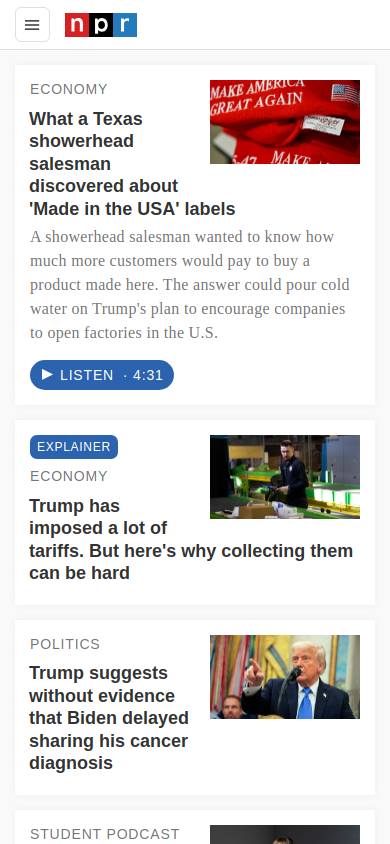 npr
ECONOMY
What a Texas
showerhead
salesman
discovered about
'Made in the USA' labels
MAKE AMERICA
GREAT AGAIN
MAKE
A showerhead salesman wanted to know how
much more customers would pay to buy a
product made here. The answer could pour cold
water on Trump's plan to encourage companies
to open factories in the U.S.
LISTEN · 4:31
EXPLAINER
ECONOMY
Trump has
imposed a lot of
tariffs. But here's why collecting them
can be hard
POLITICS
Trump suggests
without evidence
that Biden delayed
sharing his cancer
diagnosis
STUDENT PODCAST